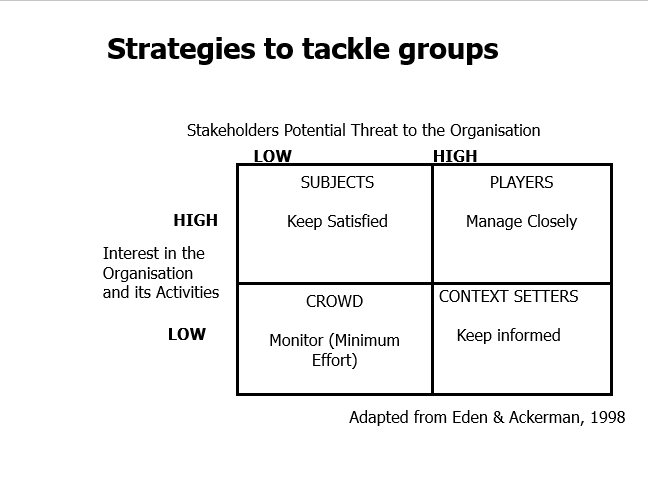 Strategies to tackle groups
Stakeholders Potential Threat to the Organisation
LOW HIGH
SUBJECTS PLAYERS
HIGH Keep Satisfied Manage Closely
Interest in the
Organisation
and its Activities
CROWD CONTEXT SETTERS
LOW Monitor (Minimum Keep informed
Effort)
Adapted from Eden & Ackerman, 1998